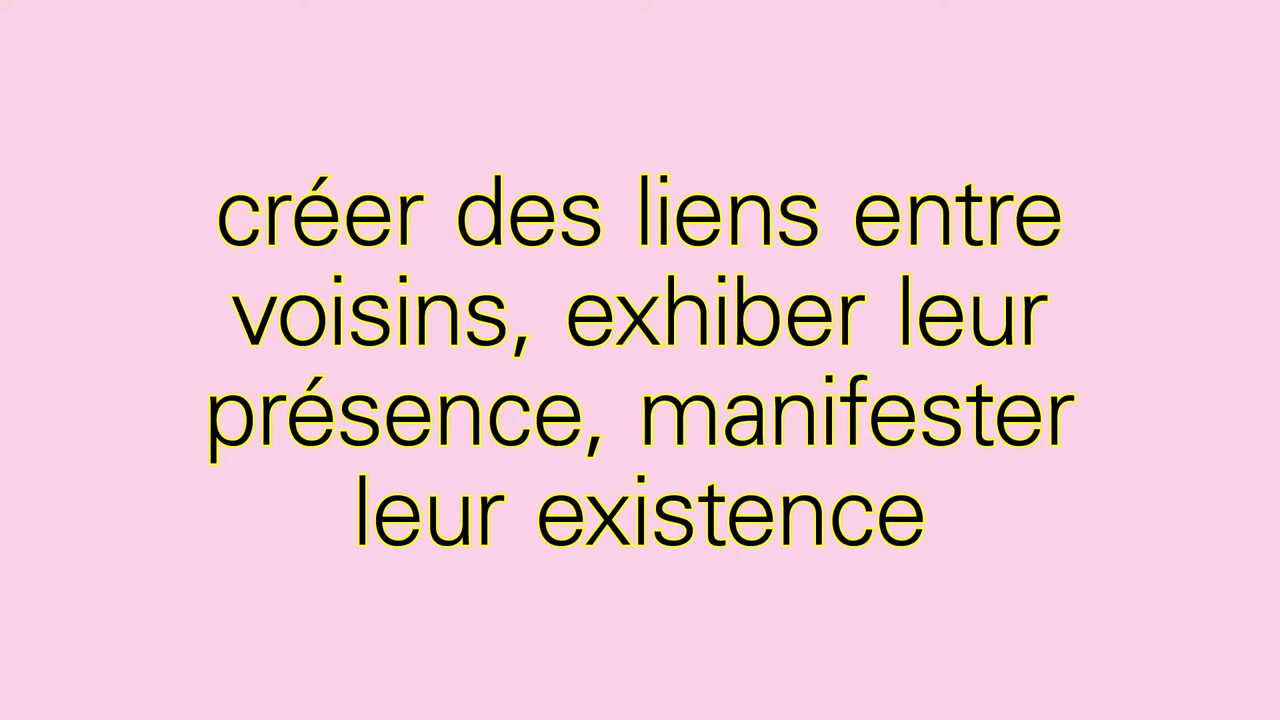 créer des liens entre
voisins, exhiber leur
présence, manifester
leur existence